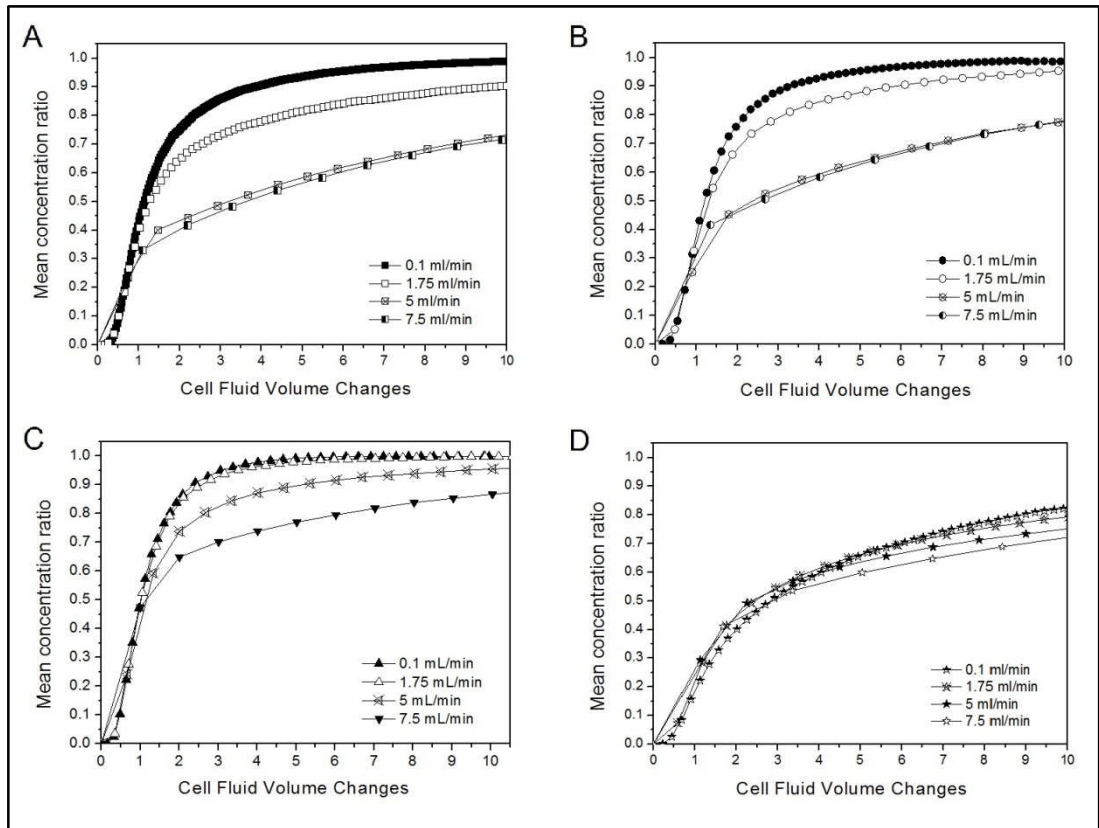 A
Mean concentration ratio
1.0
0.9
0.8
0.7
0.6
0.5
0.4
0.3
0.2
0.1
0.0
0.1 ml/min
1.75 ml/min
5 ml/min
7.5 ml/min
0 1 2 3 4 5 6 7 8 9 10
Cell Fluid Volume Changes
B
Mean concentration ratio
1.0
0.9
0.8
0.7
0.6
0.5
0.4
0.3
0.2
0.1
0.0
0.1 mL/min
1.75 mL/min
5 mL/min
7.5 mL/min
0 1 2 3 4 5 6 7 8 9 10
Cell Fluid Volume Changes
C
Mean concentration ratio
1.0
0.9
0.8
0.7
0.6
0.5
0.4
0.3
0.2
0.1
0.0
0.1 mL/min
1.75 mL/min
5 mL/min
7.5 mL/min
0 1 2 3 4 5 6 7 8 9 10
Cell Fluid Volume Changes
D
Mean concentration ratio
1.0
0.9
0.8
0.7
0.6
0.5
0.4
0.3
0.2
0.1
0.0
0.1 ml/min
1.75 ml/min
5 ml/min
7.5 ml/min
0 1 2 3 4 5 6 7 8 9 10
Cell Fluid Volume Changes